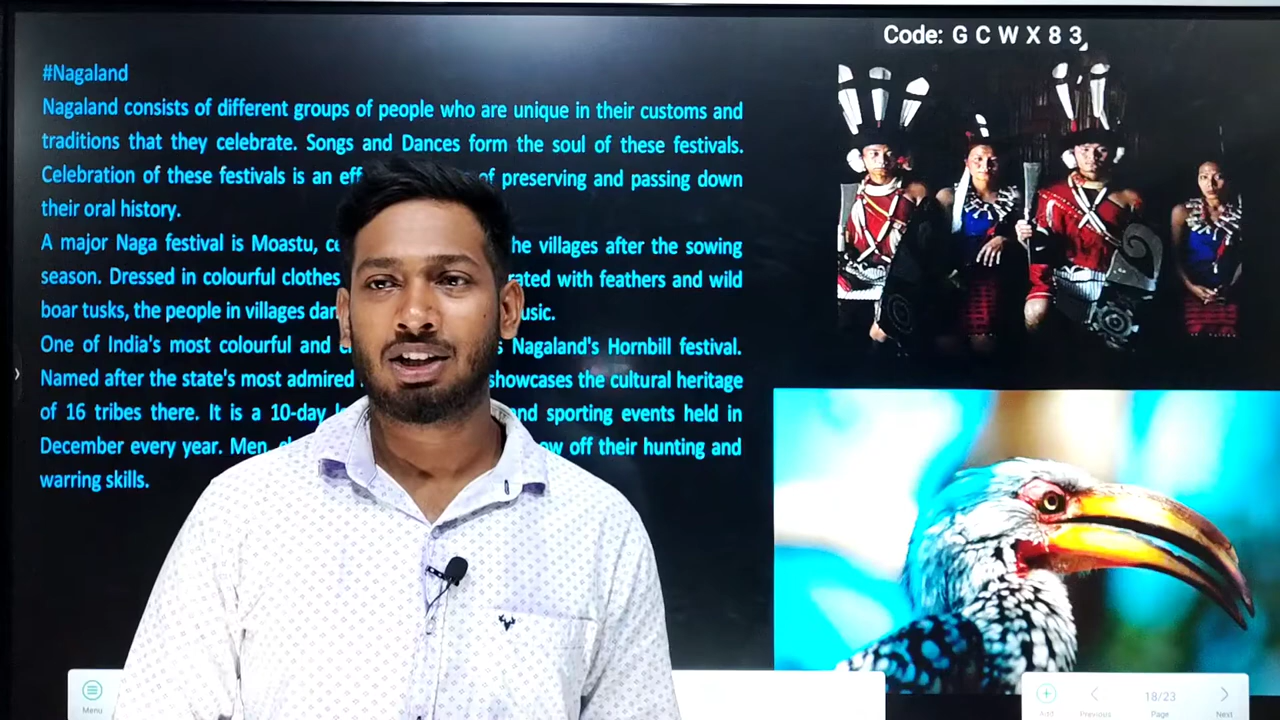 Code: G C W X 8 3
#Nagaland
Nagaland consists of different groups of people who are unique in their customs and
traditions that they celebrate. Songs and Dances form the soul of these festivals.
Celebration of these festivals is an of preserving and passing down
their oral history.
A major Naga festival is Moastu, he villages after the sowing
season. Dressed in colourful clothes rated with feathers and wild
boar tusks, the people in villages usic.
One of India's most colourful and Nagaland's Hornbill festival.
Named after the state's most admired showcases the cultural heritage
of 16 tribes there. It is a 10-day and sporting events held in
December every year. Men off their hunting and
warring skills.
Menu
Add
Previous
18/23
Page
Next